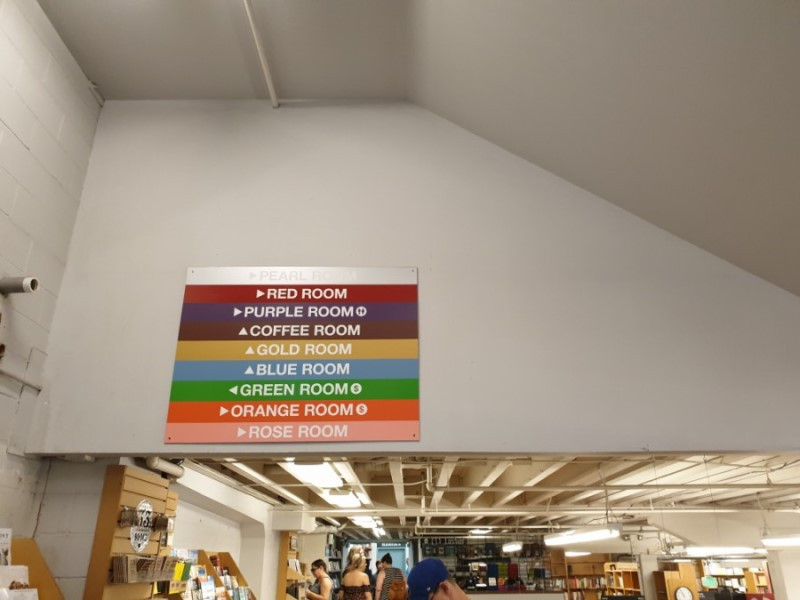 ▶PEARL ROOM
▶RED ROOM
▶PURPLE ROOM
▲COFFEE ROOM
▲GOLD ROOM
▲BLUE ROOM
◀GREEN ROOM $
▶ORANGE ROOM $
▶ROSE ROOM